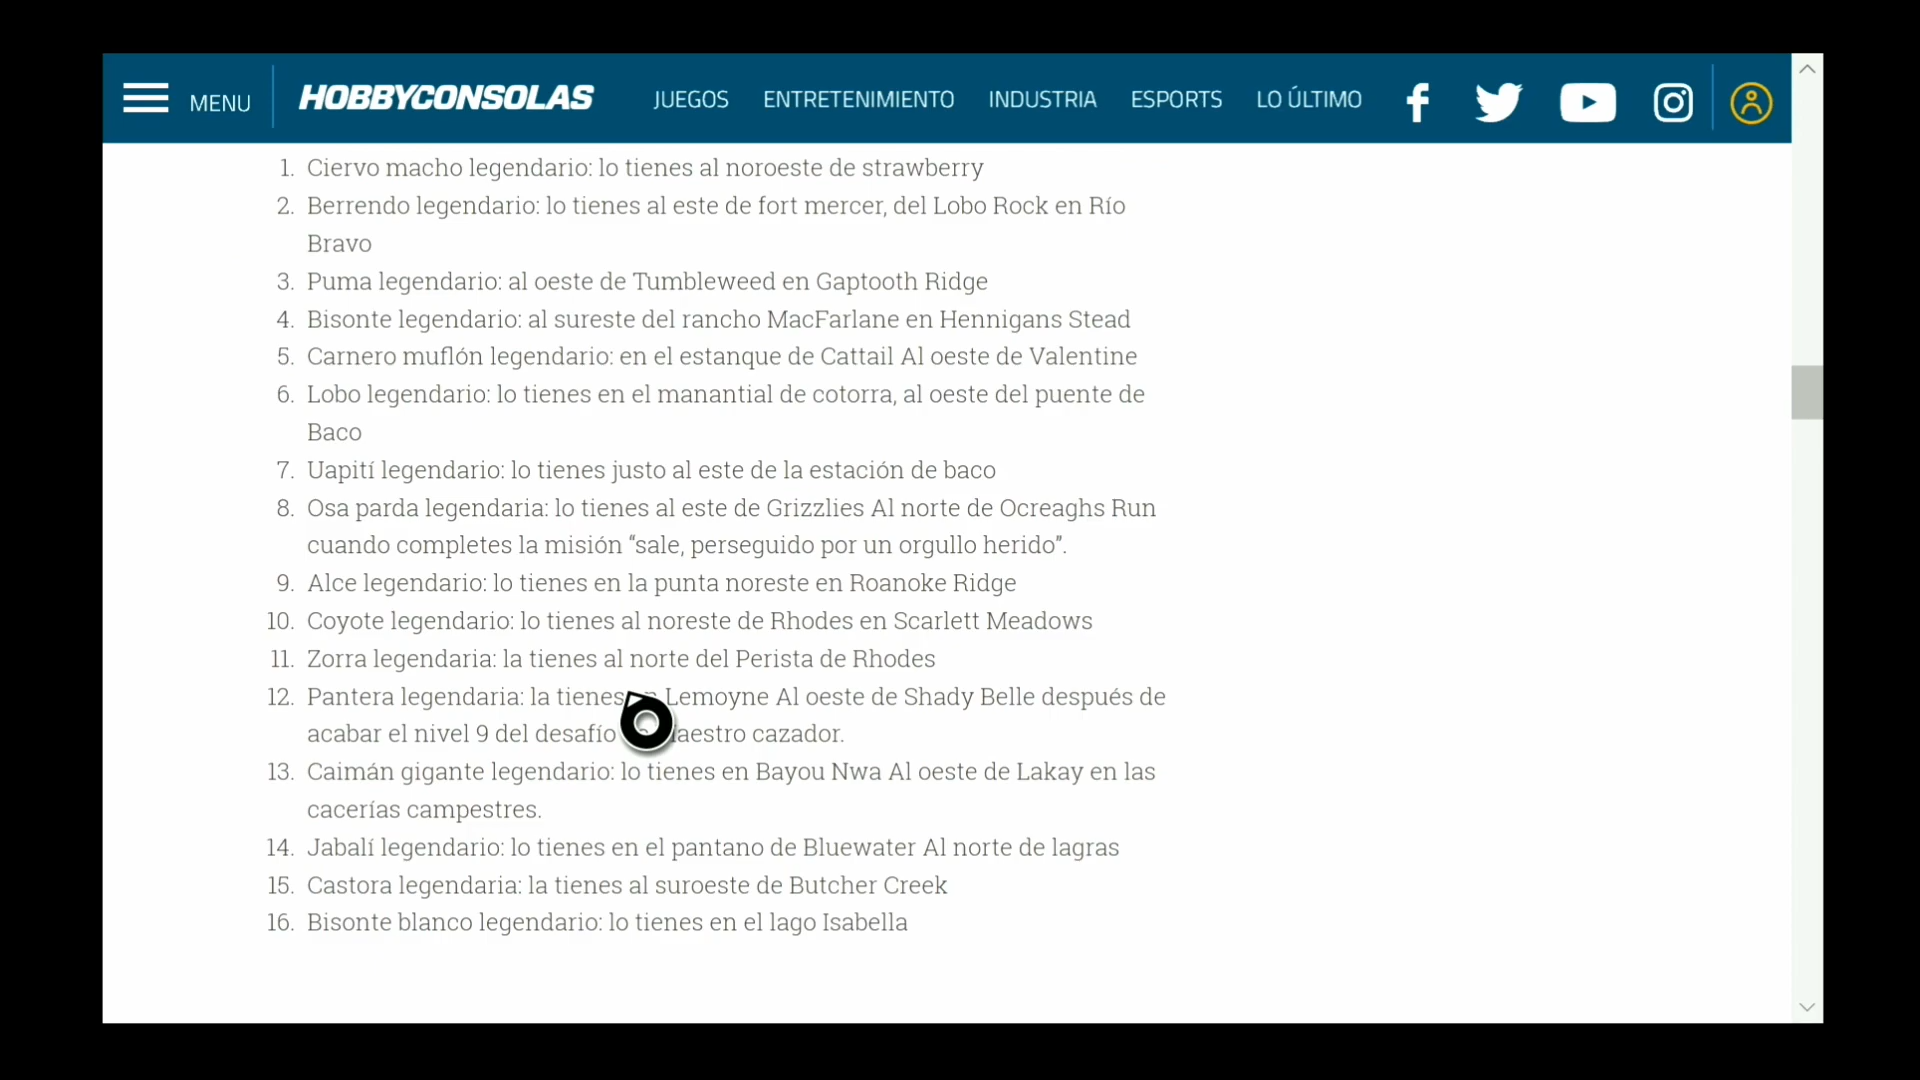 MENU
HOBBYCONSOLAS
JUEGOS
ENTRETENIMIENTO
INDUSTRIA
ESPORTS
LO ÚLTIMO
1. Ciervo macho legendario: lo tienes al noroeste de strawberry
2. Berrendo legendario: lo tienes al este de fort mercer, del Lobo Rock en Río
Bravo
3. Puma legendario: al oeste de Tumbleweed en Gaptooth Ridge
4. Bisonte legendario: al sureste del rancho MacFarlane en Hennigans Stead
5. Carnero muflón legendario: en el estanque de Cattail Al oeste de Valentine
6. Lobo legendario: lo tienes en el manantial de cotorra, al oeste del puente de
Baco
7. Uapití legendario: lo tienes justo al este de la estación de baco
8. Osa parda legendaria: lo tienes al este de Grizzlies Al norte de Ocreaghs Run
cuando completes la misión “sale, perseguido por un orgullo herido”.
9. Alce legendario: lo tienes en la punta noreste en Roanoke Ridge
10. Coyote legendario: lo tienes al noreste de Rhodes en Scarlett Meadows
11. Zorra legendaria: la tienes al norte del Perista de Rhodes
12. Pantera legendaria: la tienes Lemoyne Al oeste de Shady Belle después de
acabar el nivel 9 del desafío cazador.
13. Caimán gigante legendario: lo tienes en Bayou Nwa Al oeste de Lakay en las
cacerías campestres.
14. Jabalí legendario: lo tienes en el pantano de Bluewater Al norte de lagras
15. Castora legendaria: la tienes al suroeste de Butcher Creek
16. Bisonte blanco legendario: lo tienes en el lago Isabella